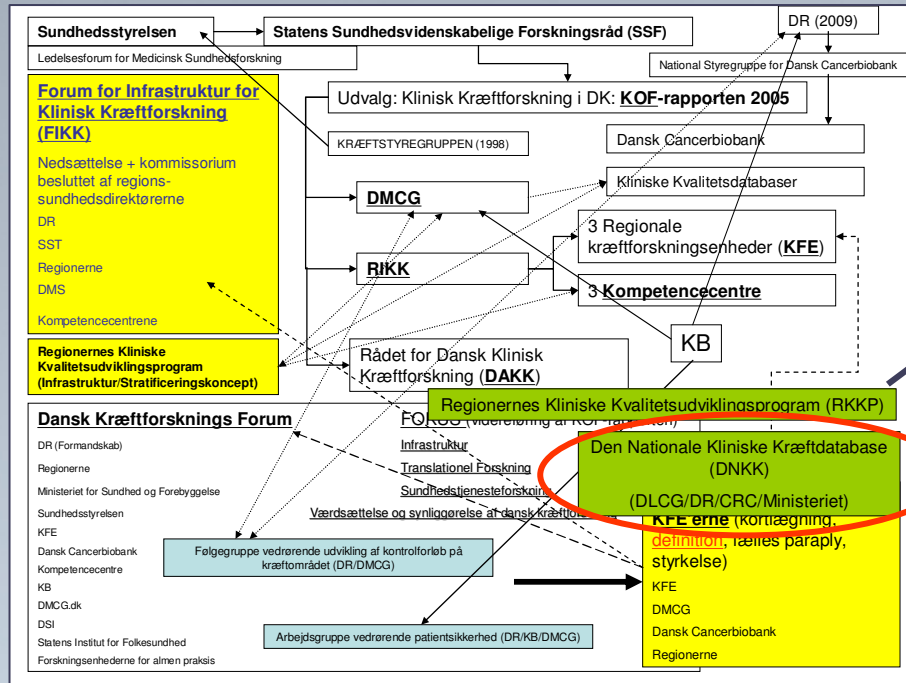 Sundhedsstyrelsen
Statens Sundhedsvidenskabelige Forskningsråd (SSF)
DR (2009)
Ledelsesforum for Medicinsk Sundhedsforskning
National Styregruppe for Dansk Cancerbiobank
Forum for Infrastruktur for
Klinisk Kræftforskning
(FIKK)
Nedsættelse + kommissorium
besluttet af regions-
sundhedsdirektørerne
DR
SST
Regionerne
DMS
Kompetencecentrene
Udvalg: Klinisk Kræftforskning i DK: KOF-rapporten 2005
KRÆFTSTYREGRUPPEN (1998)
Dansk Cancerbiobank
Kliniske Kvalitetsdatabaser
DMCG
3 Regionale
kræftforskningsenheder (KFE)
RIKK
3 Kompetencecentre
KB
Regionernes Kliniske
Kvalitetsudviklingsprogram
(Infrastruktur/Stratificeringskoncept)
Rådet for Dansk Klinisk
Kræftforskning (DAKK)
Regionernes Kliniske Kvalitetsudviklingsprogram (RKKP)
Dansk Kræftforsknings Forum
DR (Formandskab)
Regionerne
Ministeriet for Sundhed og Forebyggelse
Sundhedsstyrelsen
KFE
Dansk Cancerbiobank
Kompetencecentre
KB
DMCG.dk
DSI
Statens Institut for Folkesundhed
Forskningsenhederne for almen praksis
Infrastruktur
Translationel Forskning
Sundhedstjenesteforskning
Værdsættelse og synliggørelse af dansk
Den Nationale Kliniske Kræftdatabase
(DNKK)
(DLCG/DR/CRC/Ministeriet)
KFE'erne (kortlægning,
definition, fælles paraply,
styrkelse)
KFE
DMCG
Dansk Cancerbiobank
Regionerne
Følgegruppe vedrørende udvikling af kontrolforløb på
kræftområdet (DR/DMCG)
Arbejdsgruppe vedrørende patientsikkerhed (DR/KB/DMCG)